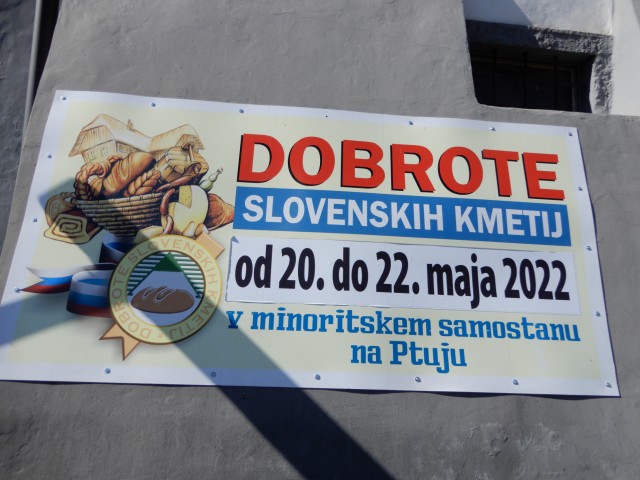 DOBROTE
SLOVENSKIH KMETIJ
od 20. do 22. maja 2022
v minoritskem samostanu
na Ptuju
DOBROTE SLOVENSKIH KMETIJ